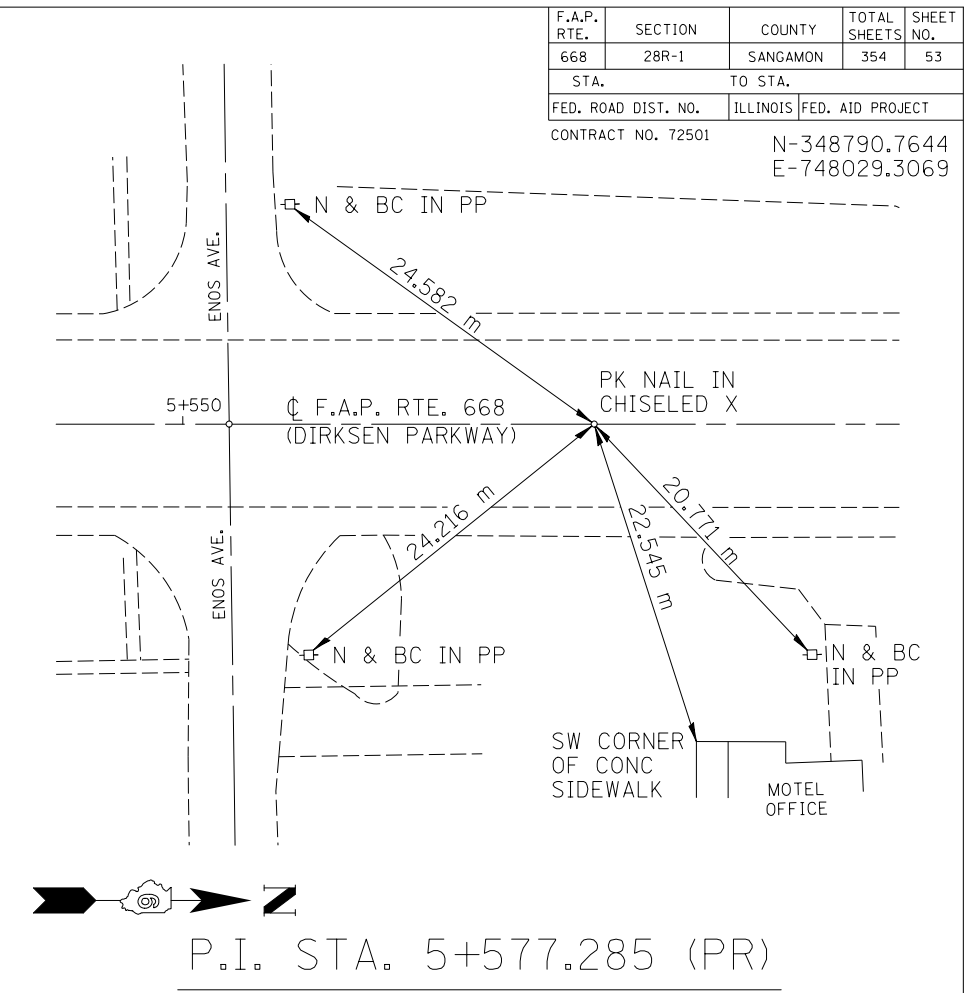 F.A.P. RTE. SECTION COUNTY TOTAL SHEETS SHEET NO.
668 28R-1 SANGAMON 354 53
STA. TO STA.
FED. ROAD DIST. NO. ILLINOIS FED. AID PROJECT
CONTRACT NO. 72501
N-348790.7644
E-748029.3069
N & BC IN PP
ENOS AVE.
24.582 m
PK NAIL IN
CHISELED X
5+550
℄ F.A.P. RTE. 668
(DIRKSEN PARKWAY)
24.216 m
22.545 m
20.771 m
ENOS AVE.
N & BC IN PP
N & BC
IN PP
SW CORNER
OF CONC
SIDEWALK
MOTEL
OFFICE
6
N
P.I. STA. 5+577.285 (PR)